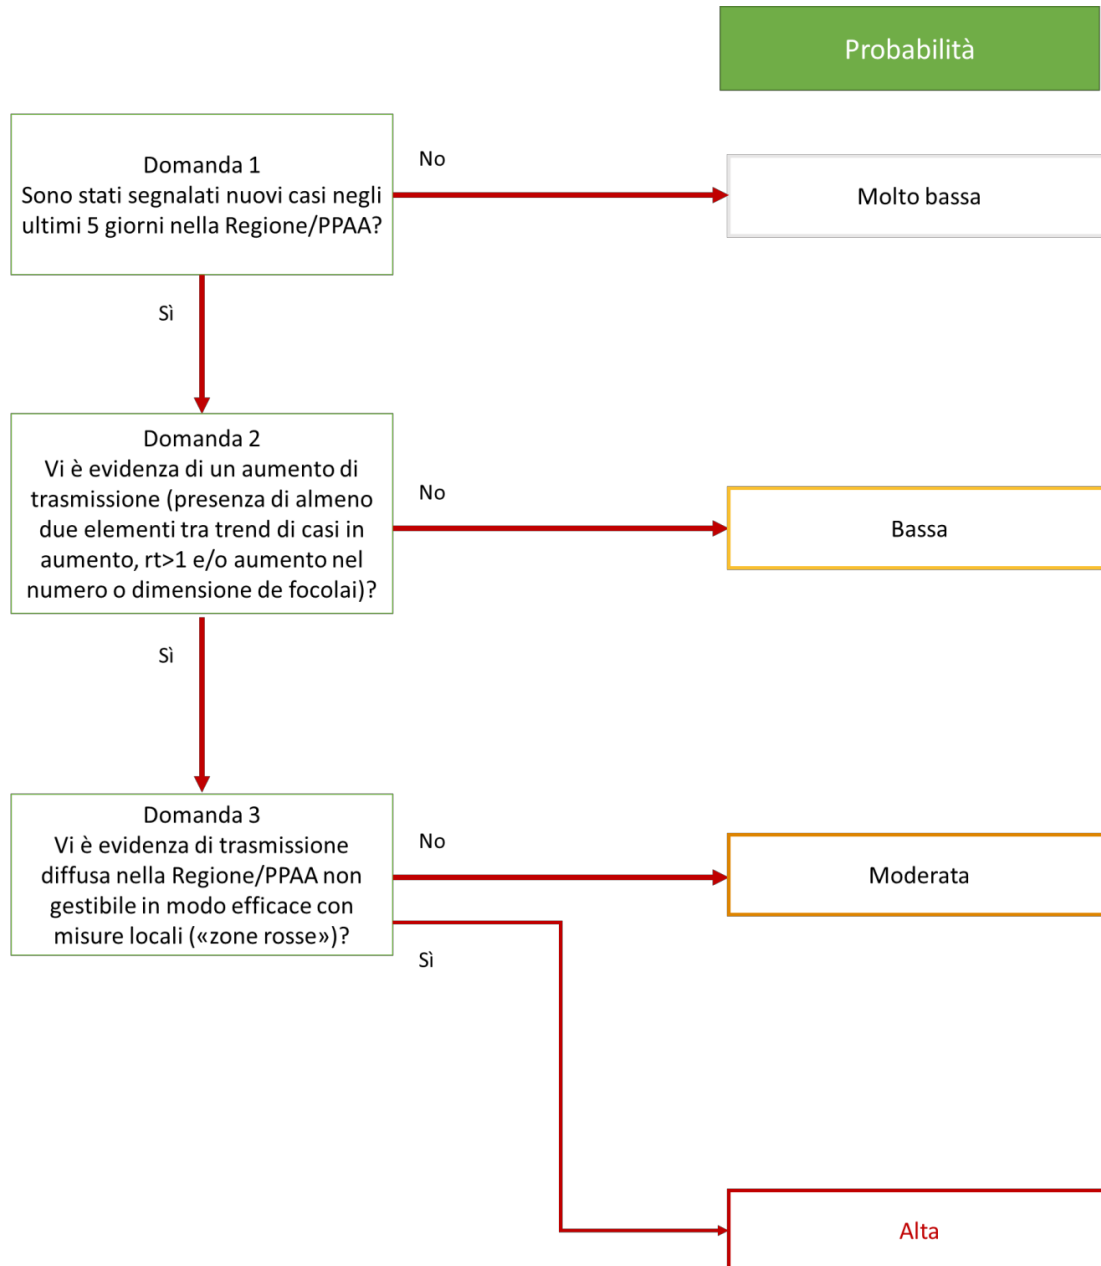 Probabilità
Domanda 1
Sono stati segnalati nuovi casi negli
ultimi 5 giorni nella Regione/PPAA?
No
Molto bassa
Sì
Domanda 2
Vi è evidenza di un aumento di
trasmissione (presenza di almeno
due elementi tra trend di casi in
aumento, rt>1 e/o aumento nel
numero o dimensione de focolai)?
No
Bassa
Sì
Domanda 3
Vi è evidenza di trasmissione
diffusa nella Regione/PPAA non
gestibile in modo efficace con
misure locali («zone rosse»)?
No
Moderata
Sì
Alta